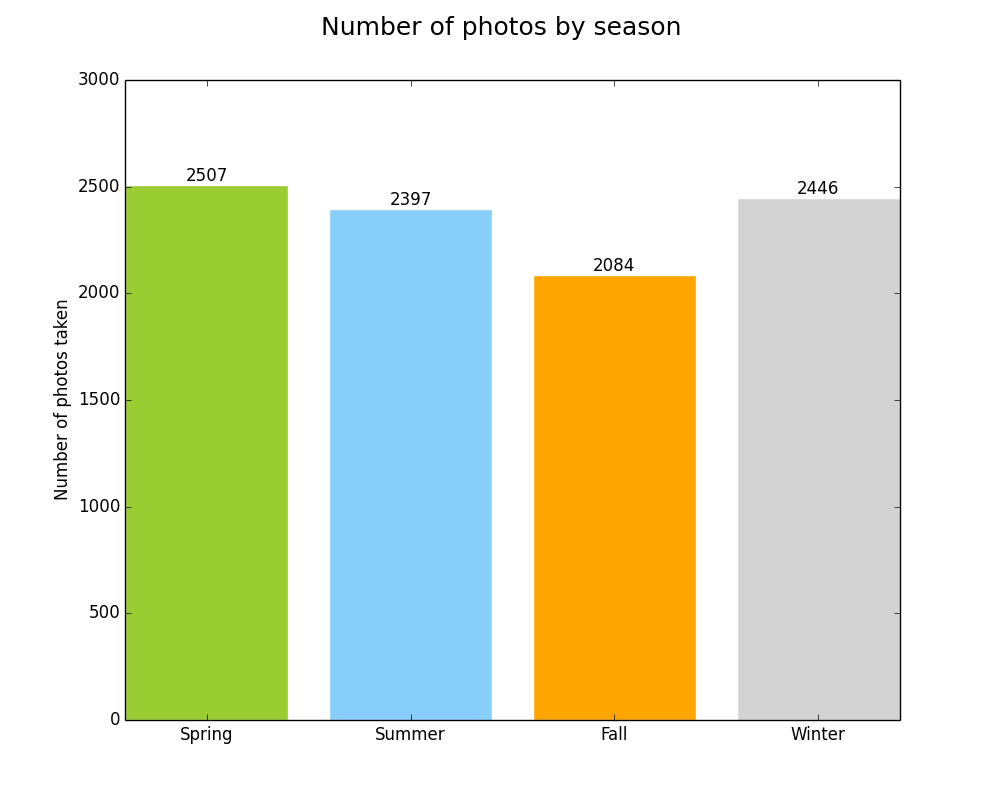 Number of photos by season
Number of photos taken
3000
2500
2000
1500
1000
500
0
2507
2397
2084
2446
Spring
Summer
Fall
Winter